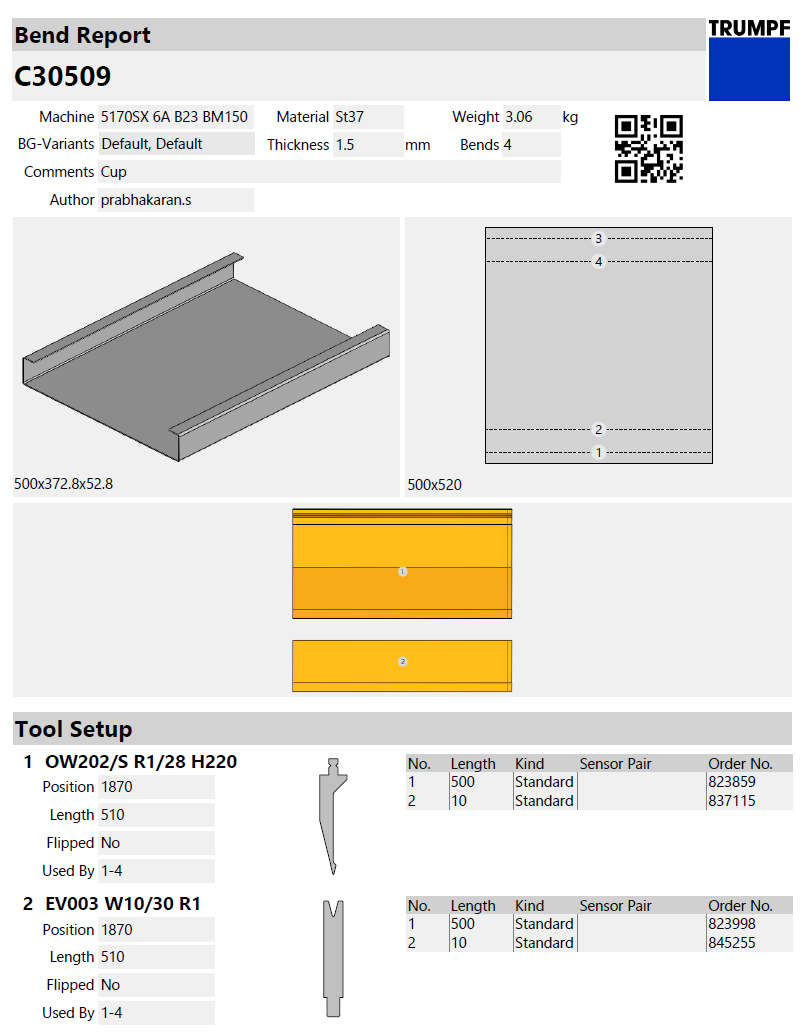 Bend Report
TRUMPF
C30509
Machine 5170SX 6A B23 BM150 Material St37 Weight 3.06 kg
BG-Variants Default, Default Thickness 1.5 mm Bends 4
Comments Cup
Author prabhakaran.s
3
4
2
1
500x372.8x52.8
500x520
1
2
Tool Setup
1 OW202/S R1/28 H220
Position 1870
Length 510
Flipped No
Used By 1-4
No. Length Kind Sensor Pair Order No.
1 500 Standard 823859
2 10 Standard 837115
2 EV003 W10/30 R1
Position 1870
Length 510
Flipped No
Used By 1-4
No. Length Kind Sensor Pair Order No.
1 500 Standard 823998
2 10 Standard 845255